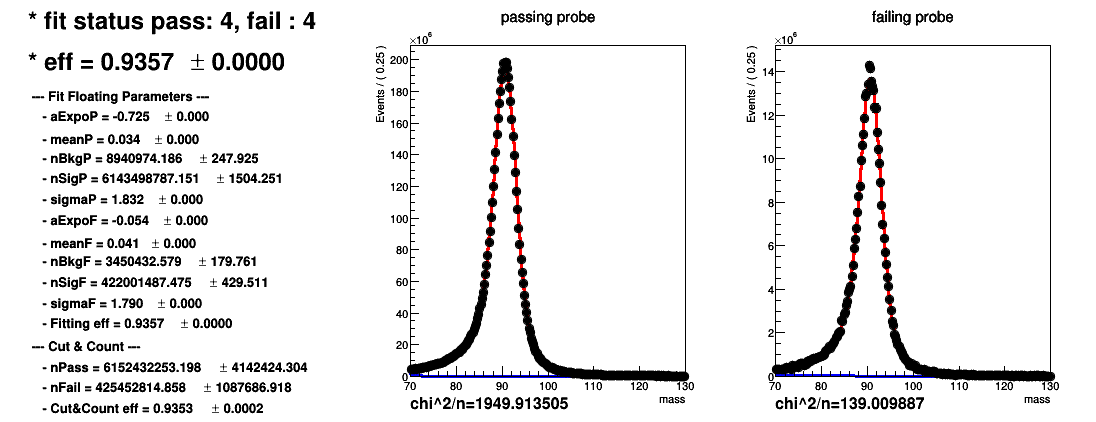 * fit status pass: 4, fail : 4
* eff = 0.9357 ± 0.0000
--- Fit Floating Parameters ---
- aExpoP = -0.725 ± 0.000
- meanP = 0.034 ± 0.000
- nBkgP = 8940974.186 ± 247.925
- nSigP = 6143498787.151 ± 1504.251
- sigmaP = 1.832 ± 0.000
- aExpoF = -0.054 ± 0.000
- meanF = 0.041 ± 0.000
- nBkgF = 3450432.579 ± 179.761
- nSigF = 422001487.475 ± 429.511
- sigmaF = 1.790 ± 0.000
- Fitting eff = 0.9357 ± 0.0000
--- Cut & Count ---
- nPass = 6152432253.198 ± 4142424.304
- nFail = 425452814.858 ± 1087686.918
- Cut&Count eff = 0.9353 ± 0.0002
passing probe
×10⁶
Events / ( 0.25 )
200
180
160
140
120
100
80
60
40
20
0
70 80 90 100 110 120 130
mass
chi^2/n=1949.913505
failing probe
×10⁶
Events / ( 0.25 )
14
12
10
8
6
4
2
0
70 80 90 100 110 120 130
mass
chi^2/n=139.009887